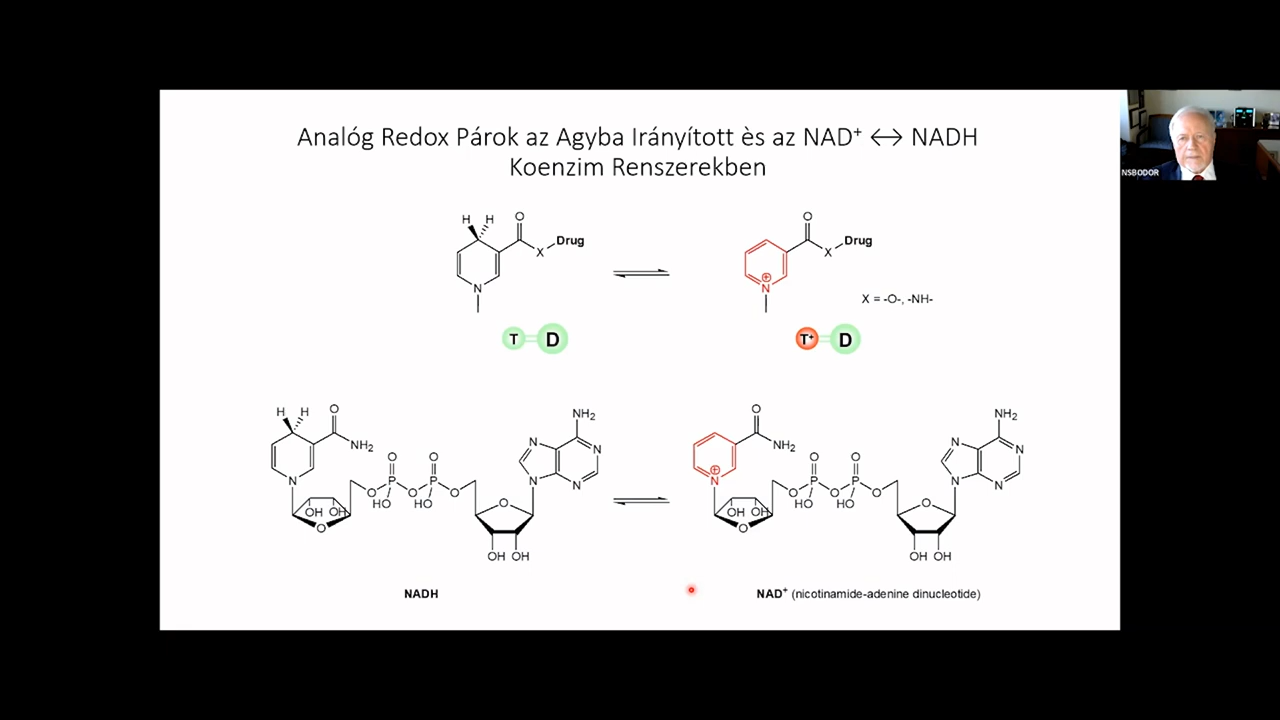 Analóg Redox Párok az Agyba Irányított ès az NAD⁺ ↔ NADH
Koenzim Renszerekben
NSBODOR
H H O
X Drug
N
O
X Drug
⊕
N
X = -O-, -NH-
T D
T⁺ D
H H O
NH₂
N
O O
O P O P O
HO HO
OH OH
O
NH₂
N N
N N
O
OH OH
O
NH₂
⊕
N
O O
O P O P O
HO HO
OH OH
O
NH₂
N N
N N
O
OH OH
NADH
NAD⁺ (nicotinamide-adenine dinucleotide)